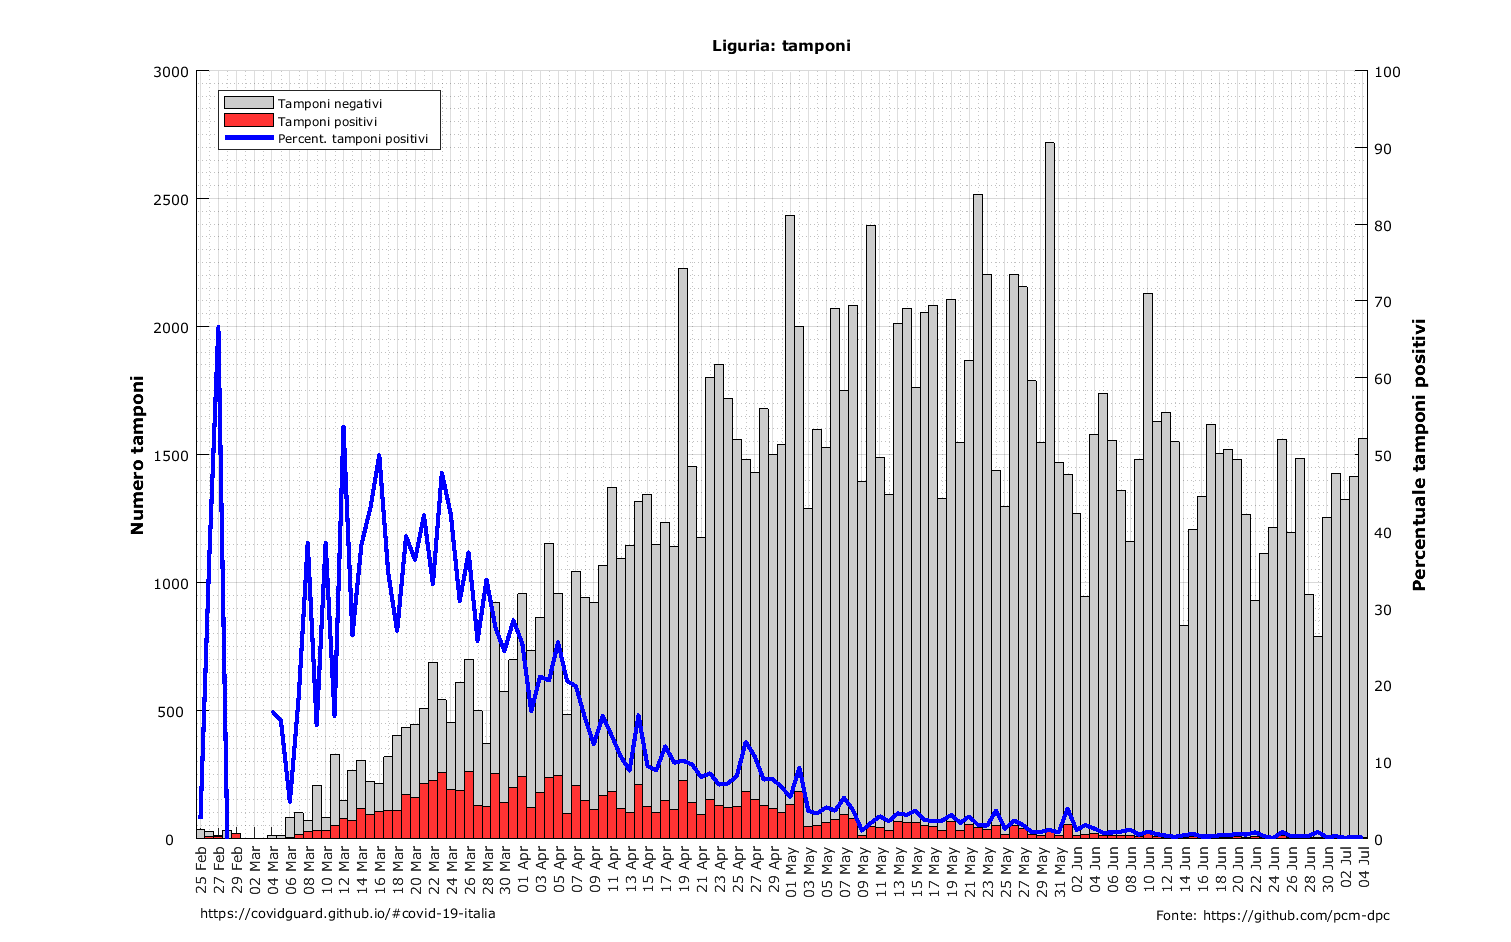 Liguria: tamponi
Tamponi negativi
Tamponi positivi
Percent. tamponi positivi
Numero tamponi
3000
2500
2000
1500
1000
500
0
Percentuale tamponi positivi
100
90
80
70
60
50
40
30
20
10
0
25 Feb
27 Feb
29 Feb
02 Mar
04 Mar
06 Mar
08 Mar
10 Mar
12 Mar
14 Mar
16 Mar
18 Mar
20 Mar
22 Mar
24 Mar
26 Mar
28 Mar
30 Mar
01 Apr
03 Apr
05 Apr
07 Apr
09 Apr
11 Apr
13 Apr
15 Apr
17 Apr
19 Apr
21 Apr
23 Apr
25 Apr
27 Apr
29 Apr
01 May
03 May
05 May
07 May
09 May
11 May
13 May
15 May
17 May
19 May
21 May
23 May
25 May
27 May
29 May
31 May
02 Jun
04 Jun
06 Jun
08 Jun
10 Jun
12 Jun
14 Jun
16 Jun
18 Jun
20 Jun
22 Jun
24 Jun
26 Jun
28 Jun
30 Jun
02 Jul
04 Jul
https://covidguard.github.io/#covid-19-italia
Fonte: https://github.com/pcm-dpc